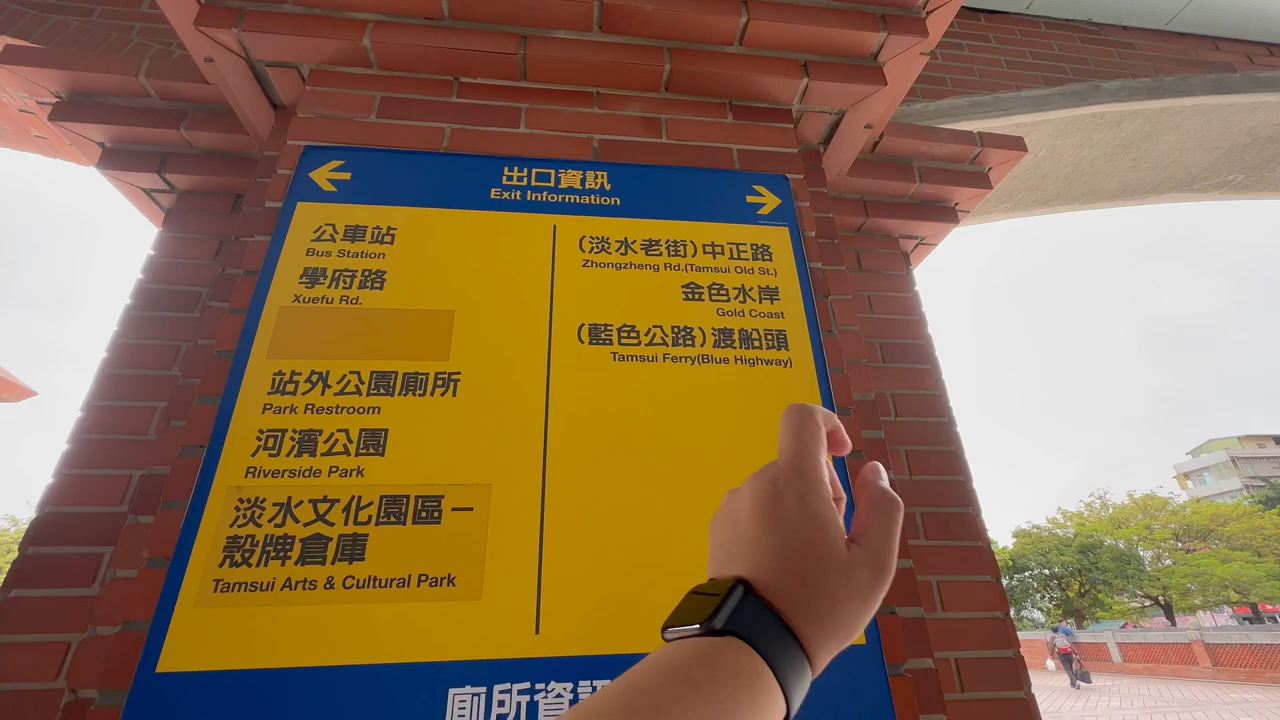 出口資訊
Exit Information
公車站
Bus Station
學府路
Xuefu Rd.
站外公園廁所
Park Restroom
河濱公園
Riverside Park
淡水文化園區－
殼牌倉庫
Tamsui Arts & Cultural Park
(淡水老街)中正路
Zhongzheng Rd.(Tamsui Old St.)
金色水岸
Gold Coast
(藍色公路)渡船頭
Tamsui Ferry(Blue Highway)
廁所資訊